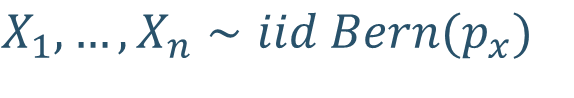 X₁, … , Xₙ ~ iid Bern(pₓ)